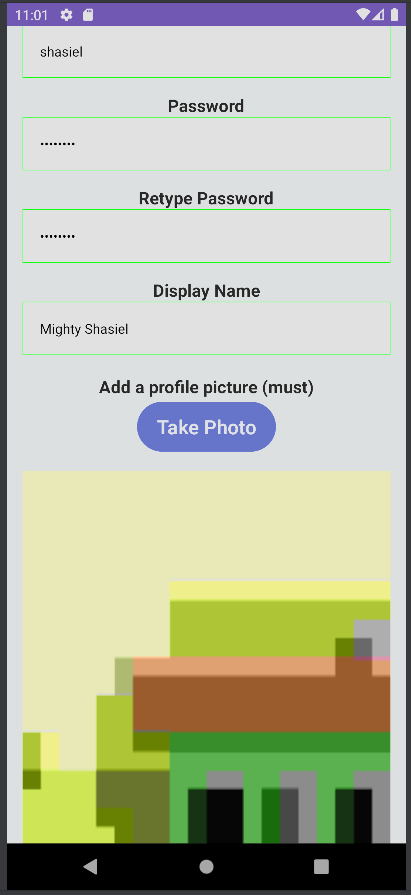 11:01
shasiel
Password
••••••••
Retype Password
••••••••
Display Name
Mighty Shasiel
Add a profile picture (must)
Take Photo